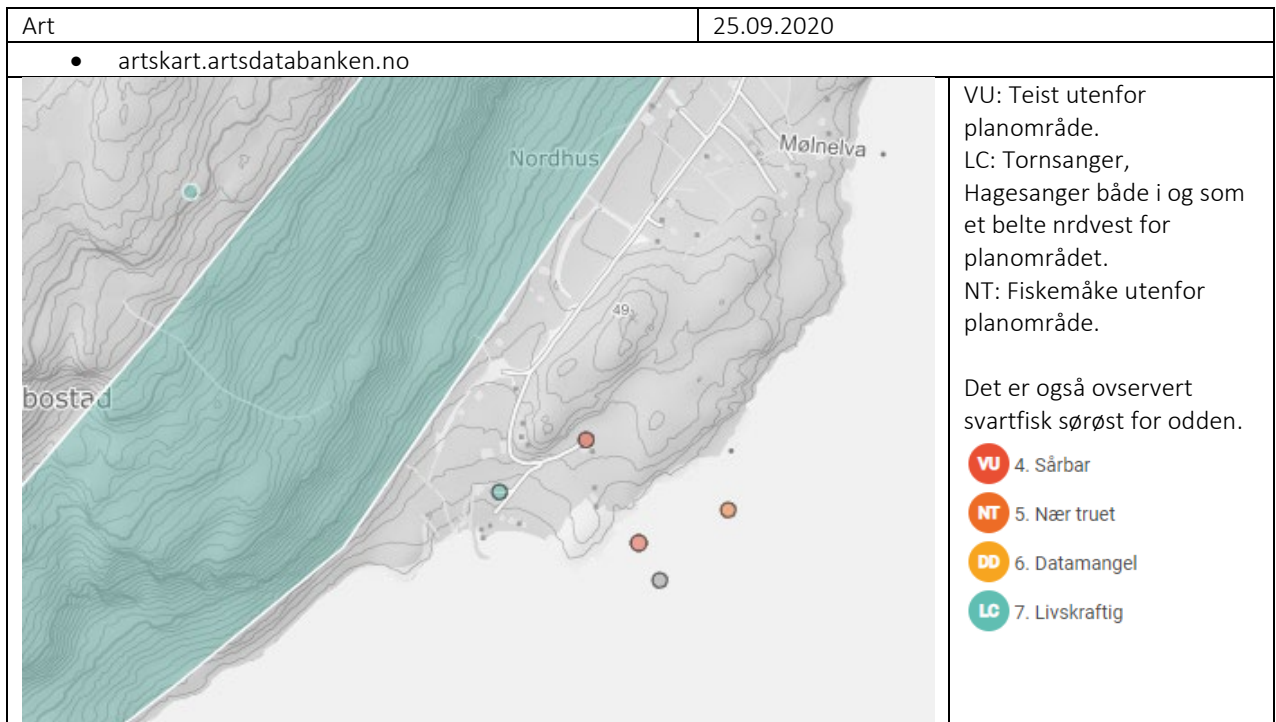 Art
25.09.2020
• artskart.artsdatabanken.no
Nordhus
Mølnelva
49
bostad
VU: Teist utenfor
planområde.
LC: Tornsanger,
Hagesanger både i og som
et belte nrdvest for
planområdet.
NT: Fiskemåke utenfor
planområde.
Det er også ovservert
svartfisk sørøst for odden.
VU 4. Sårbar
NT 5. Nær truet
DD 6. Datamangel
LC 7. Livskraftig